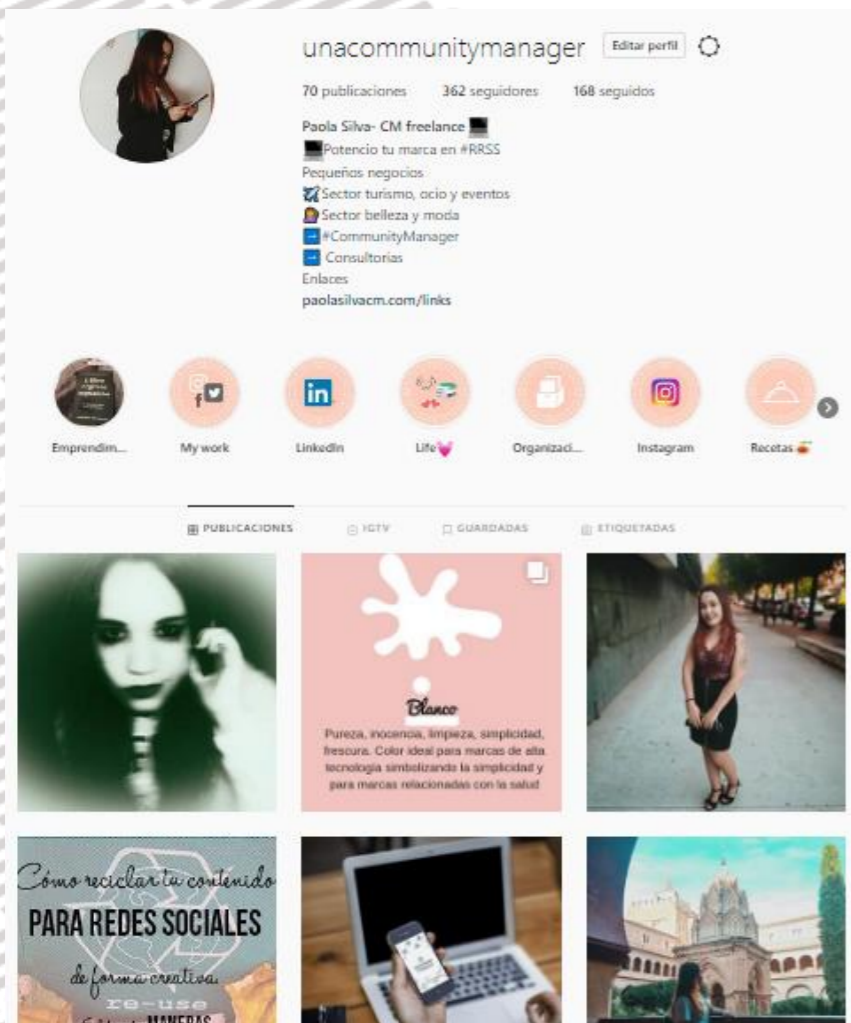 unacommunitymanager Editar perfil
70 publicaciones 362 seguidores 168 seguidos
Paola Silva- CM freelance
Potencio tu marca en #RRSS
Pequeños negocios
Sector turismo, ocio y eventos
Sector belleza y moda
#CommunityManager
Consultorias
Enlaces
paolasilvacm.com/links
Emprendim... My work LinkedIn Life Organizaci... Instagram Recetas
PUBLICACIONES IGTV GUARDADAS ETIQUETADAS
Blanco
Pureza, inocencia, limpieza, simplicidad,
frescura. Color ideal para marcas de alta
tecnología simbolizando la simplicidad y
para marcas relacionadas con la salud
Cómo reciclar tu contenido
PARA REDES SOCIALES
de forma creativa.
re-use
MANERAS